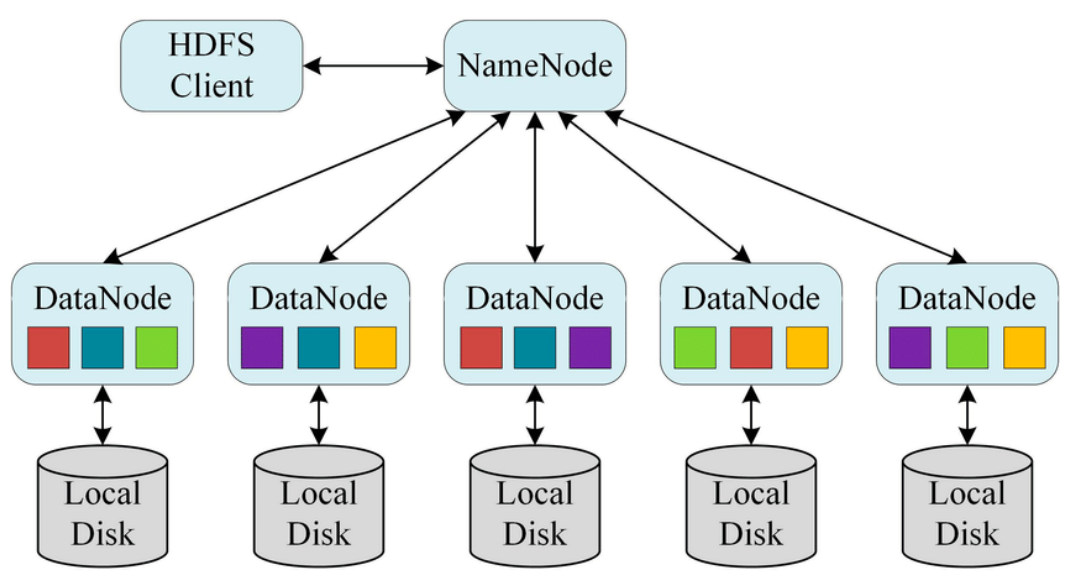 HDFS
Client
NameNode
DataNode
DataNode
DataNode
DataNode
DataNode
Local
Disk
Local
Disk
Local
Disk
Local
Disk
Local
Disk